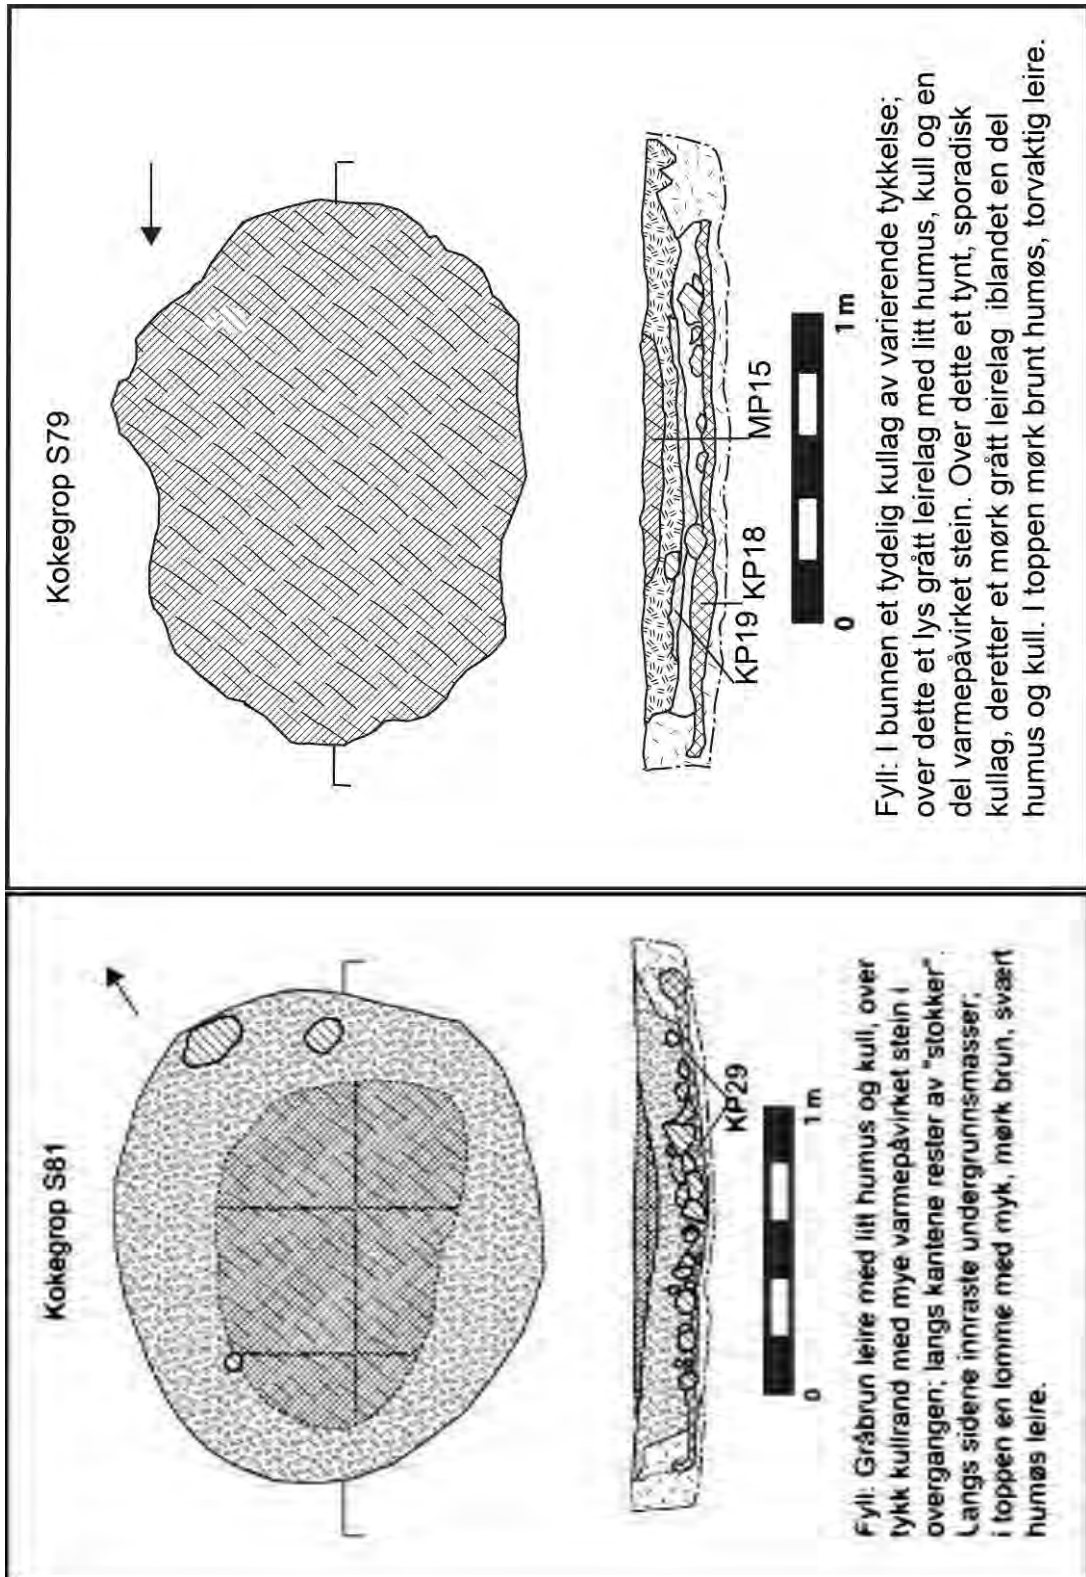 Kokegrop S81
KP29
0
1 m
Fyll: Gråbrun leire med litt humus og kull, over
tykk kullrand med mye varmepåvirket stein i
overgangen; langs kantene rester av "stokker".
Langs sidene innraste undergrunnsmasser;
i toppen en lomme med myk, mørk brun, svært
humøs leire.
Kokegrop S79
KP19
KP18
MP15
0
1 m
Fyll: I bunnen et tydelig kullag av varierende tykkelse;
over dette et lys grått leirelag med litt humus, kull og en
del varmepåvirket stein. Over dette et tynt, sporadisk
kullag, deretter et mørk grått leirelag iblandet en del
humus og kull. I toppen mørk brunt humøs, torvaktig leire.